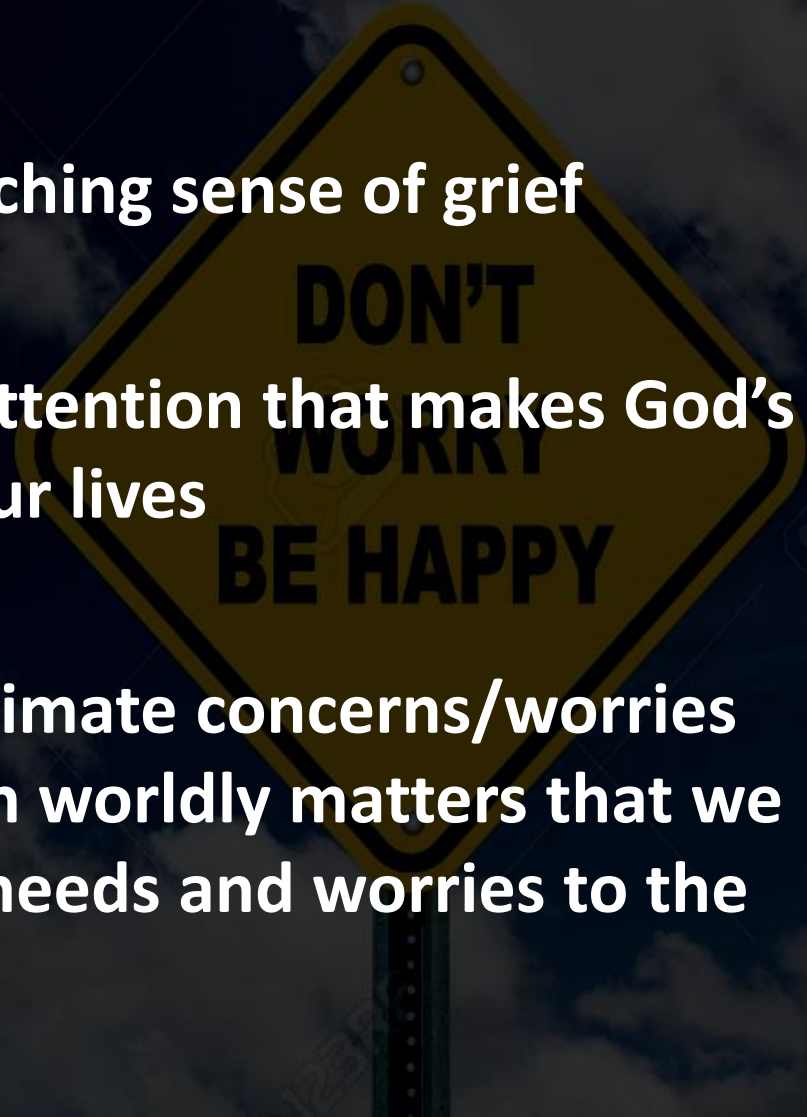 ching sense of grief
DON'T
ttention that makes God's
WORRY
ur lives
BE HAPPY
imate concerns/worries
n worldly matters that we
needs and worries to the
123R